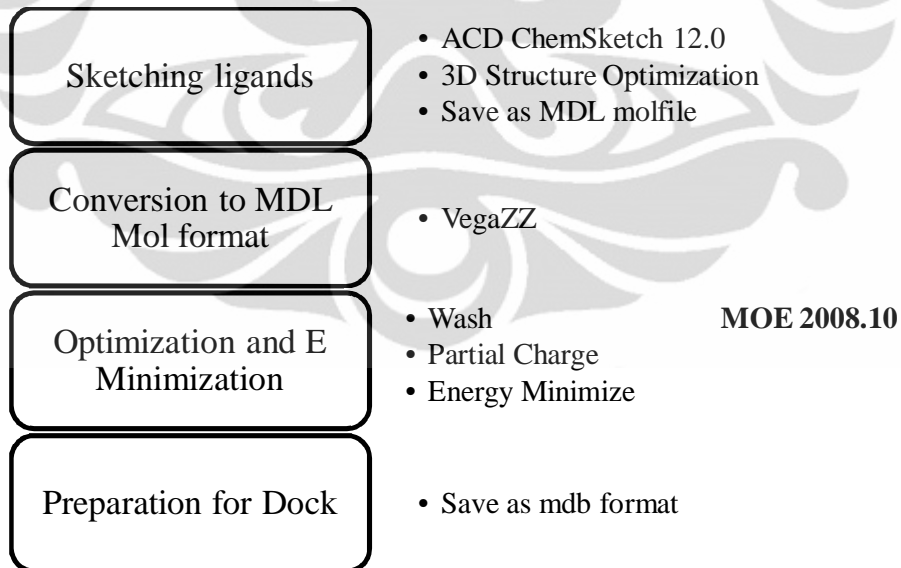 Sketching ligands
• ACD ChemSketch 12.0
• 3D Structure Optimization
• Save as MDL molfile
Conversion to MDL
Mol format
• VegaZZ
Optimization and E
Minimization
• Wash
• Partial Charge
• Energy Minimize
MOE 2008.10
Preparation for Dock
• Save as mdb format